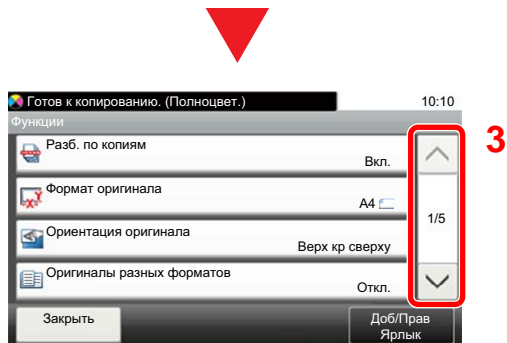 Готов к копированию. (Полноцвет.)
10:10
Функции
Разб. по копиям
Вкл.
Формат оригинала
A4
1/5
Ориентация оригинала
Верх кр сверху
Оригиналы разных форматов
Откл.
Закрыть
Доб/Прав
Ярлык
3